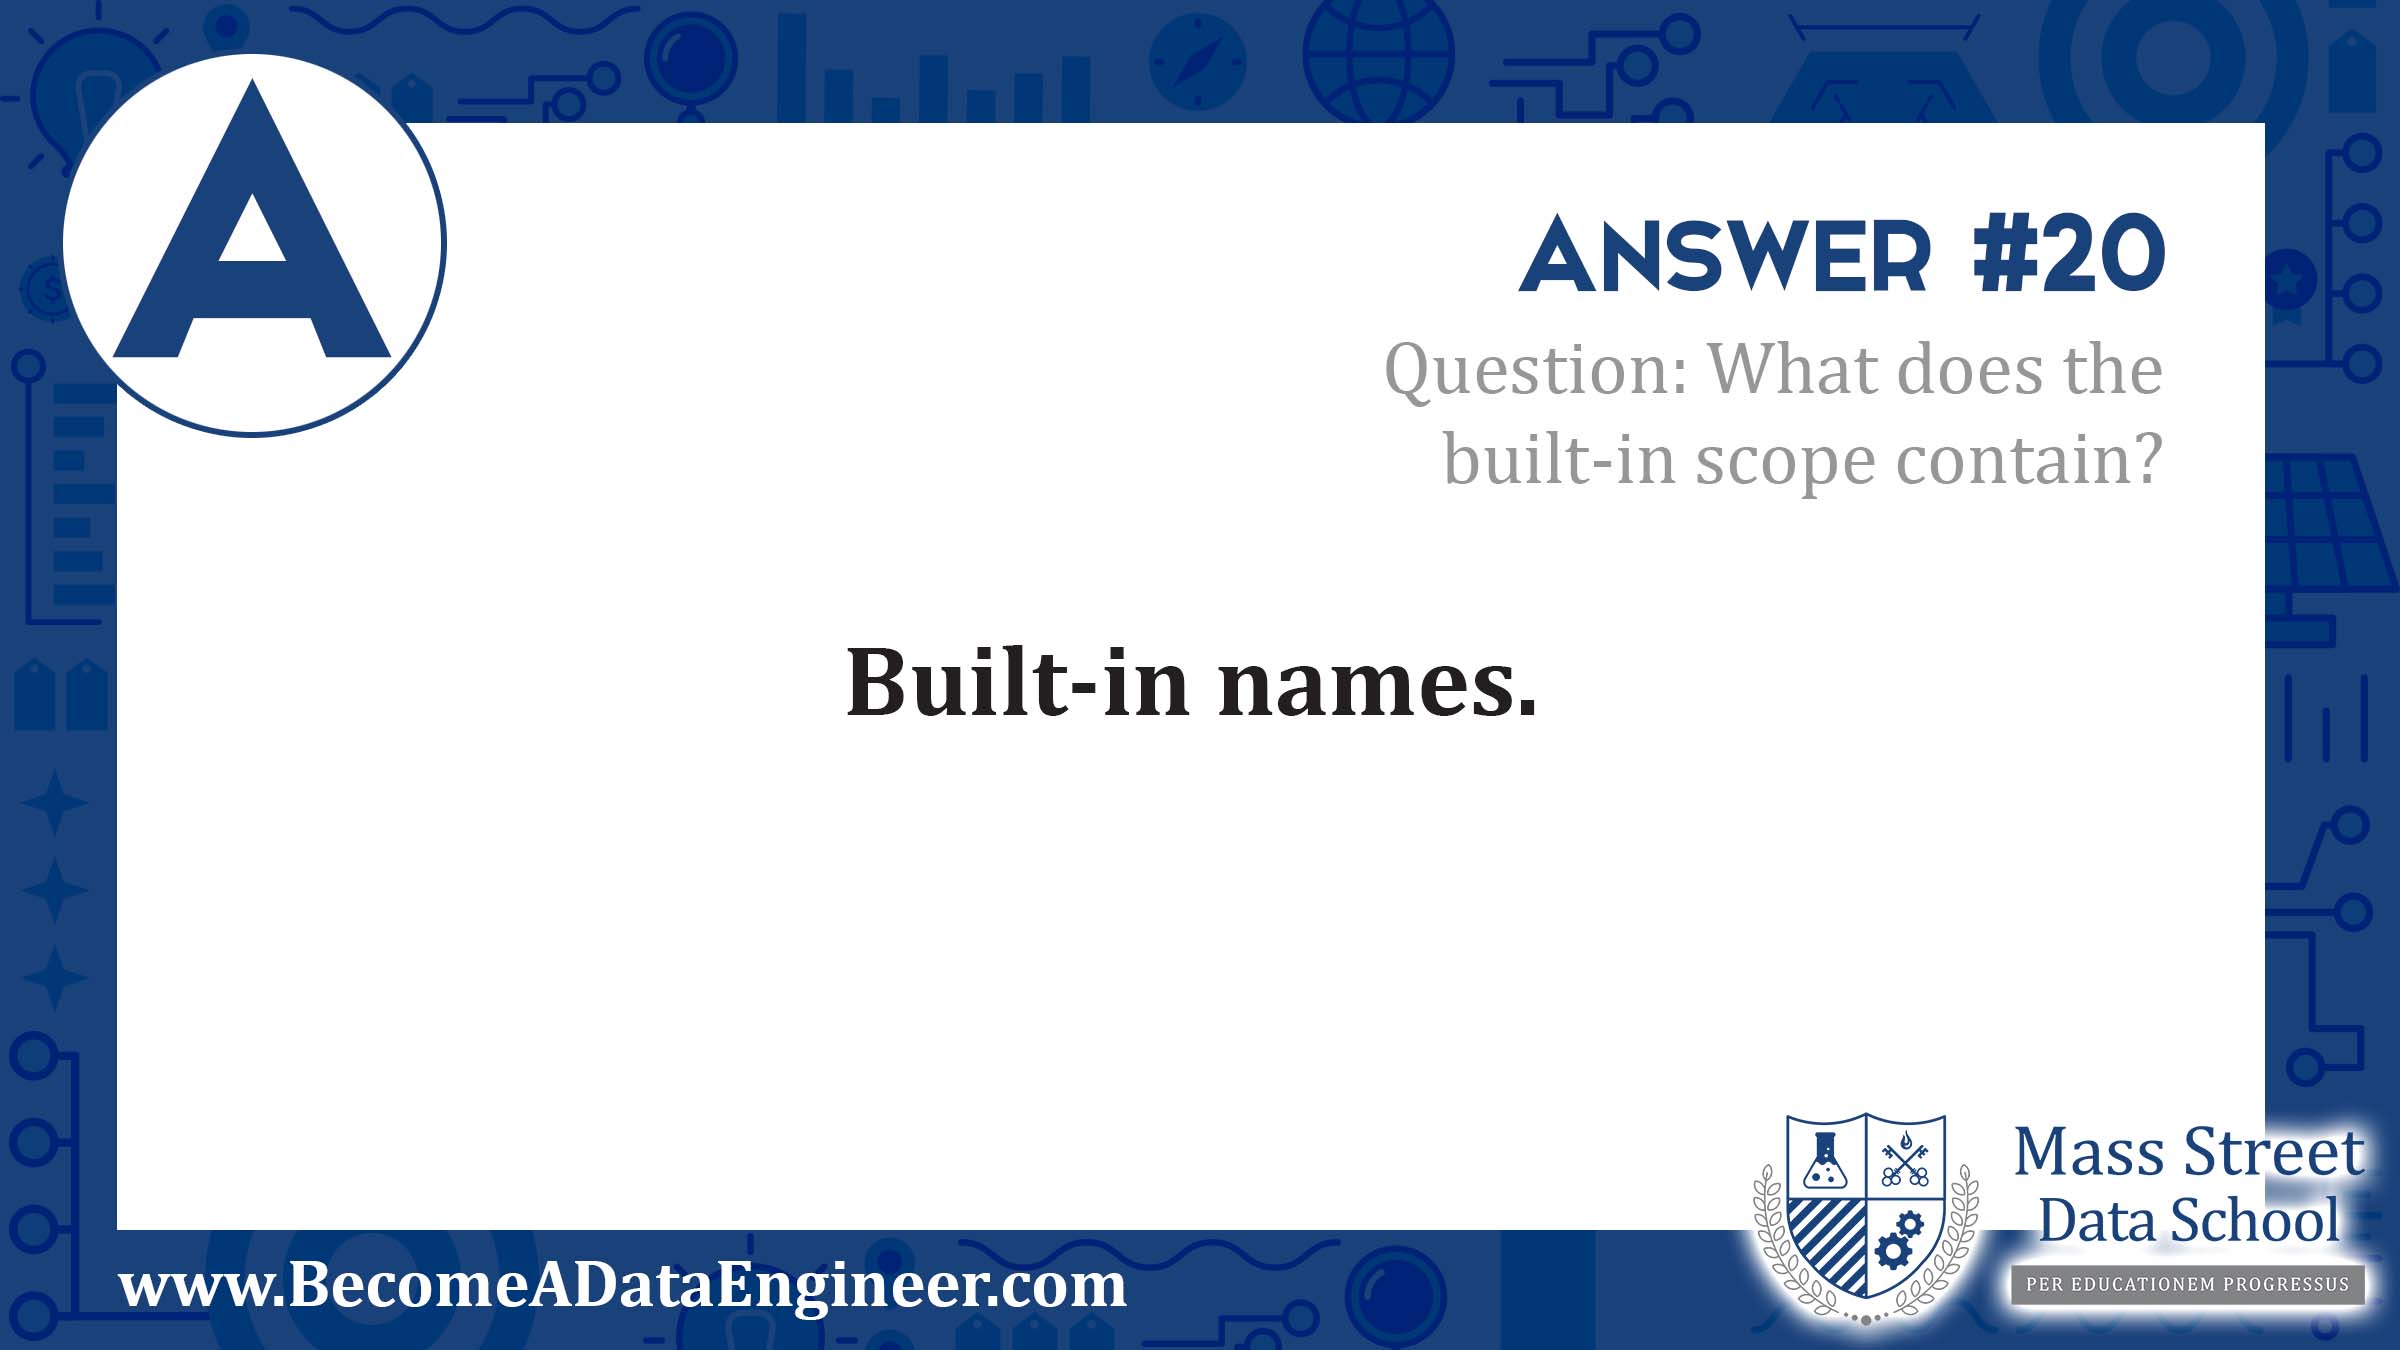 A
ANSWER #20
Question: What does the
built-in scope contain?
Built-in names.
www.BecomeADataEngineer.com
Mass Street
Data School
PER EDUCATIONEM PROGRESSUS
$